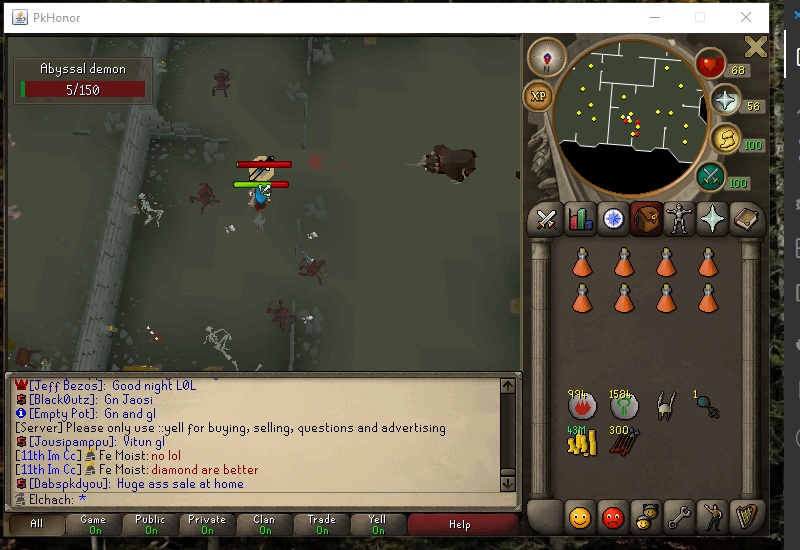 PkHonor
Abyssal demon
5/150
N
XP
68
56
100
100
994
1584
1
43M
300
[Jeff Bezos]: Good night L0L
[Black0utz]: Gn Jaosi
[Empty Pot]: Gn and gl
[Server] Please only use ::yell for buying, selling, questions and advertising
[Jousipamppu]: Vitun gl
[11th Im Cc] Fe Moist: no lol
[11th Im Cc] Fe Moist: diamond are better
[Dabspkdyou]: Huge ass sale at home
Elchach: *
All
Game On
Public On
Private On
Clan On
Trade On
Yell On
Help